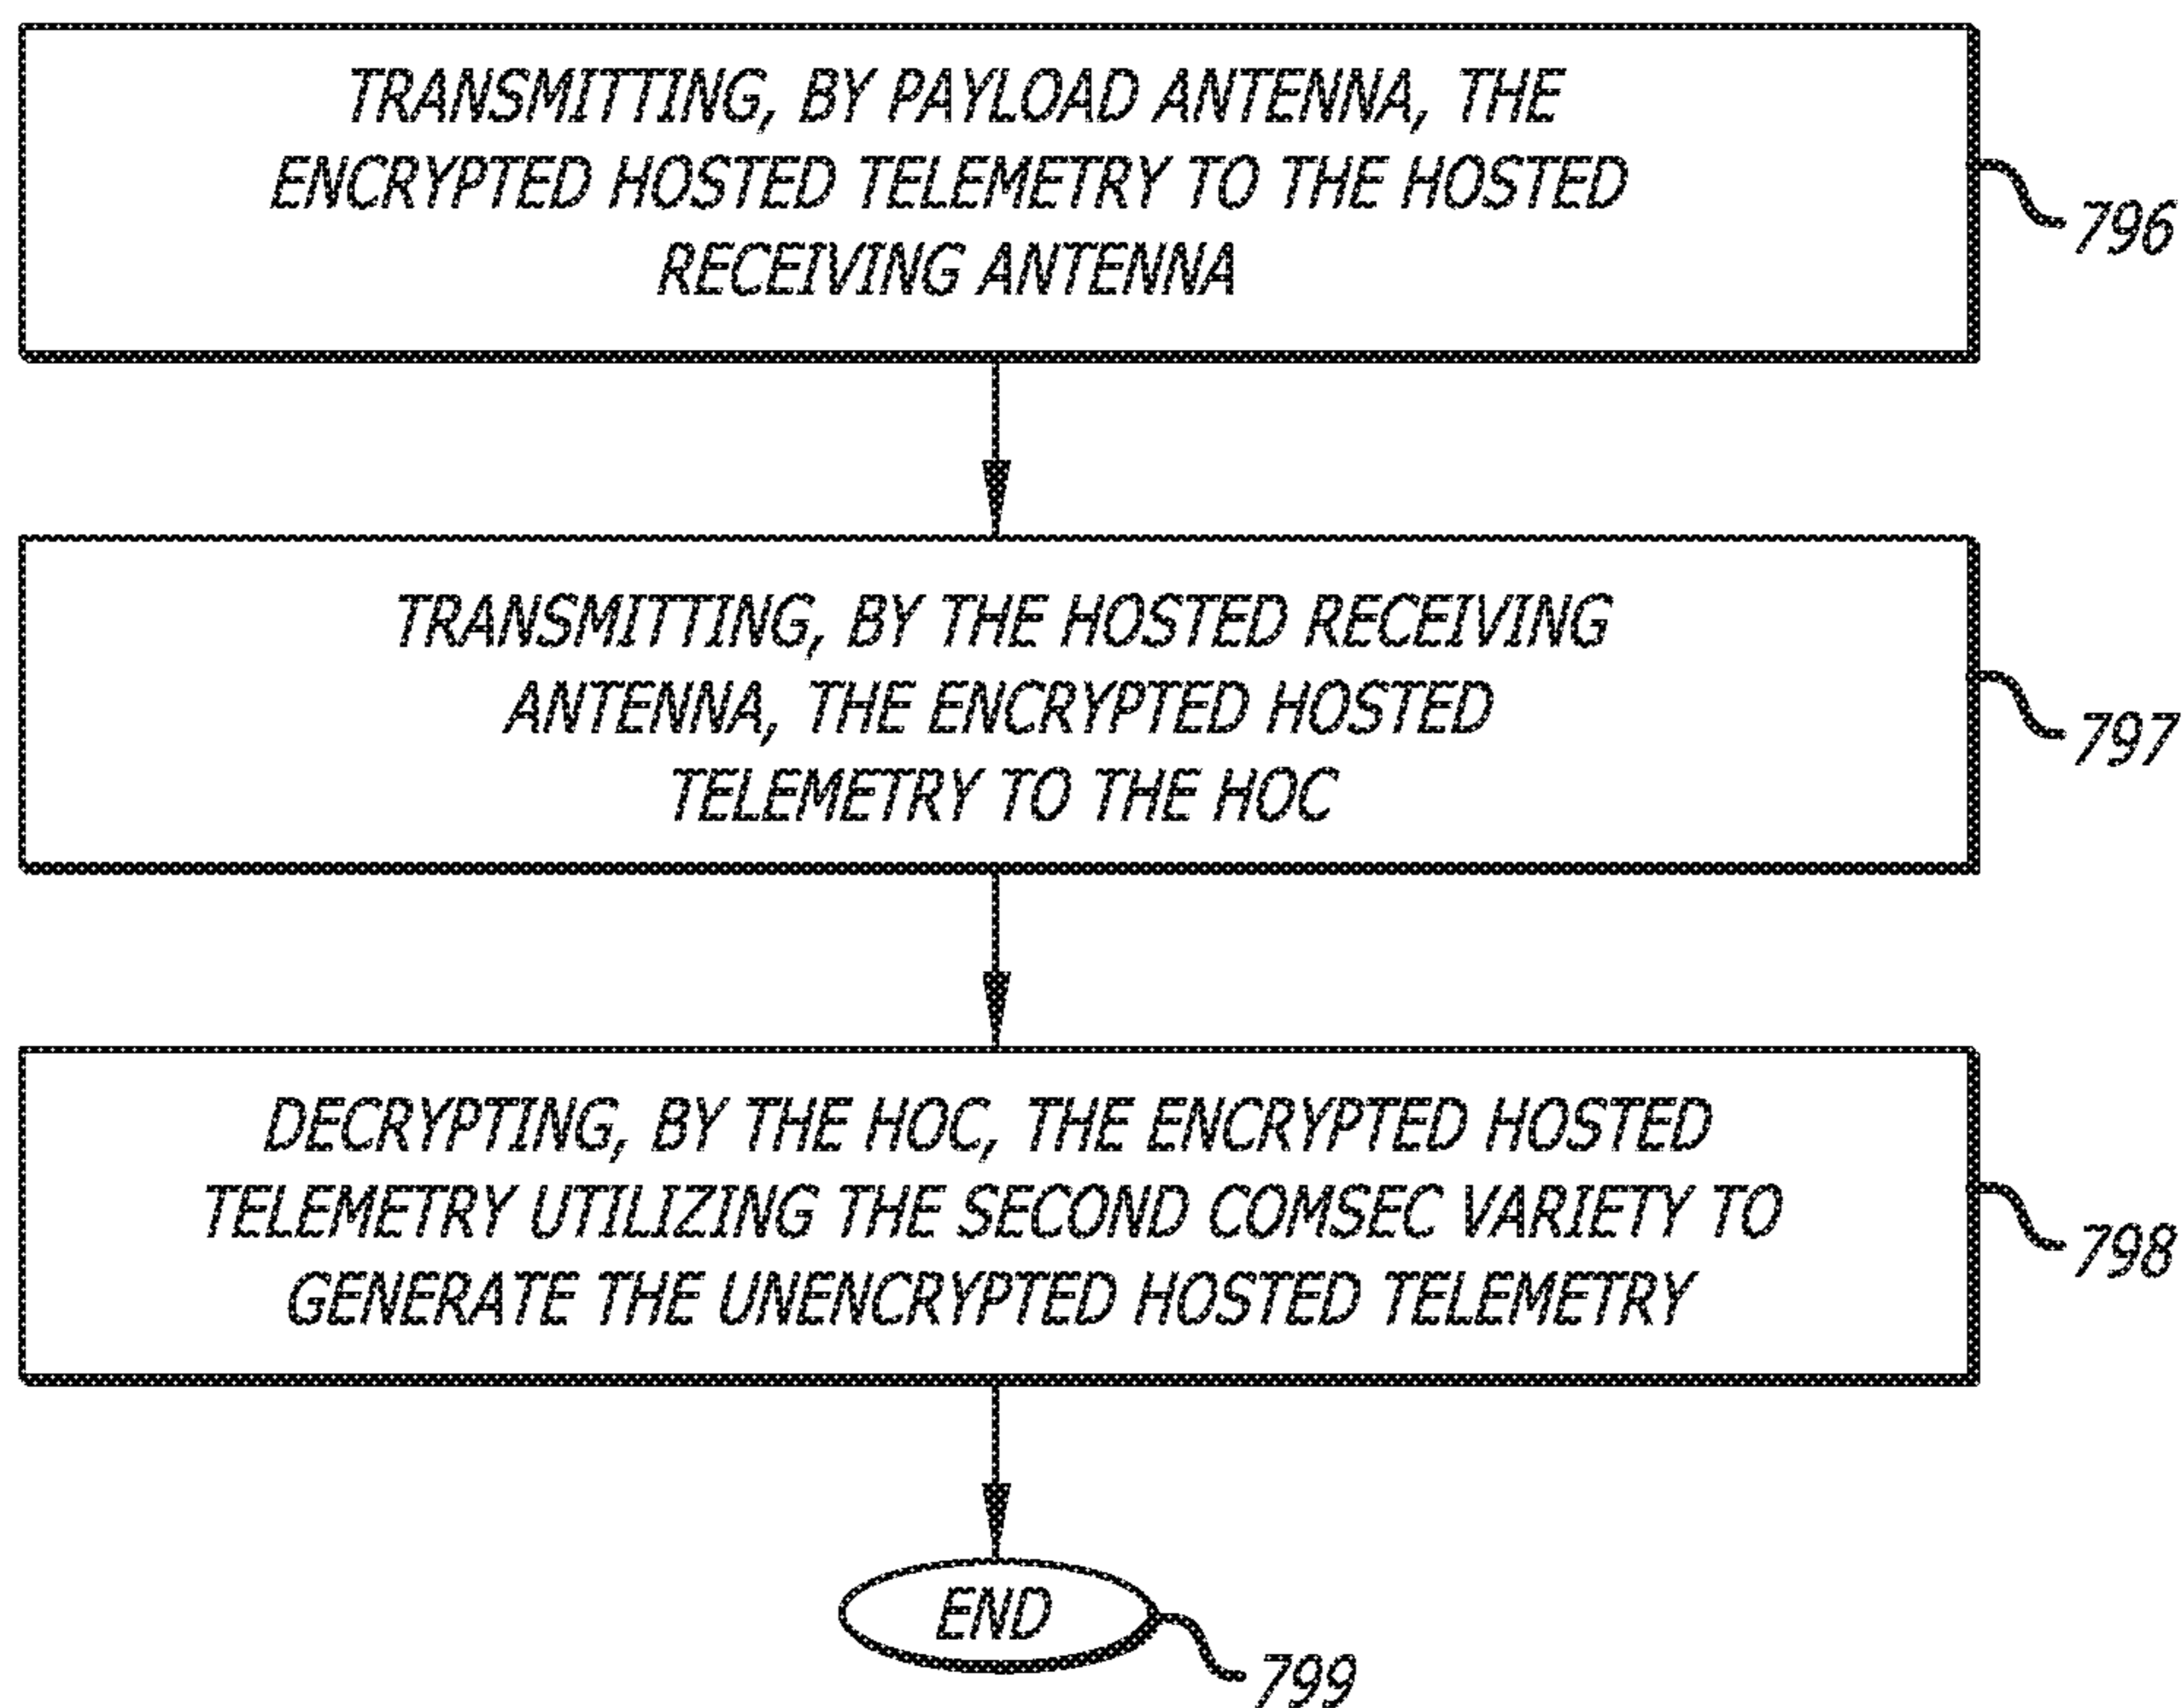 TRANSMITTING, BY PAYLOAD ANTENNA, THE
ENCRYPTED HOSTED TELEMETRY TO THE HOSTED
RECEIVING ANTENNA
796
TRANSMITTING, BY THE HOSTED RECEIVING
ANTENNA, THE ENCRYPTED HOSTED
TELEMETRY TO THE HOC
797
DECRYPTING, BY THE HOC, THE ENCRYPTED HOSTED
TELEMETRY UTILIZING THE SECOND COMSEC VARIETY TO
GENERATE THE UNENCRYPTED HOSTED TELEMETRY
798
END
799